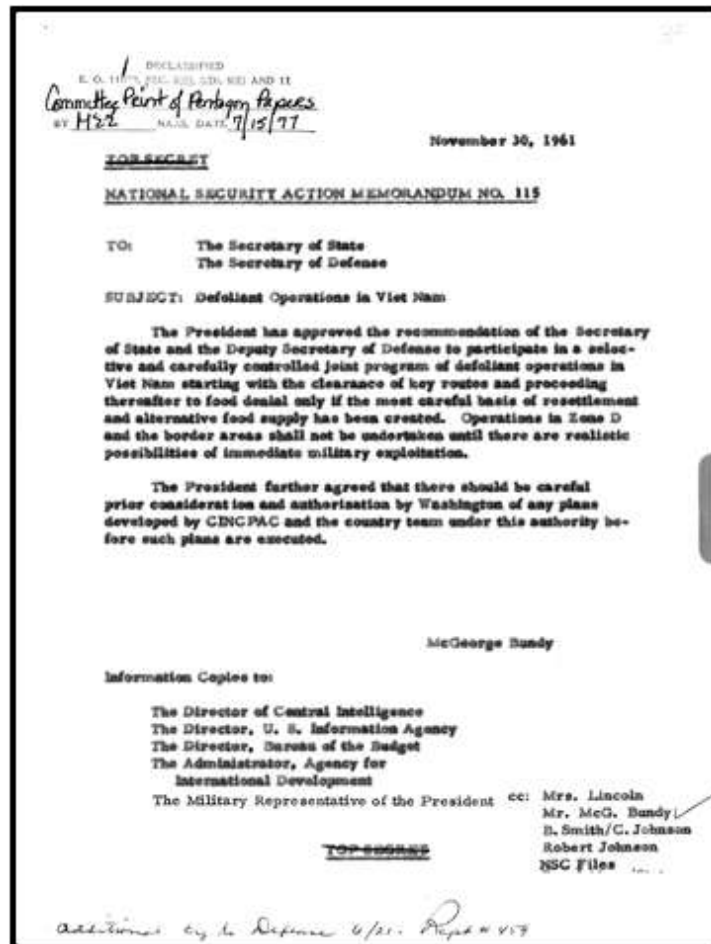 DECLASSIFIED
E. O. SEC. AND 11
Committee Print of Pentagon Papers
BY NARS, DATE 7/15/77
November 30, 1961
TOP SECRET
NATIONAL SECURITY ACTION MEMORANDUM NO. 115
TO: The Secretary of State
The Secretary of Defense
SUBJECT: Defoliant Operations in Viet Nam
The President has approved the recommendation of the Secretary
of State and the Deputy Secretary of Defense to participate in a selec-
tive and carefully controlled joint program of defoliant operations in
Viet Nam starting with the clearance of key routes and proceeding
thereafter to food denial only if the most careful basis of resettlement
and alternative food supply has been created. Operations in Zone D
and the border areas shall not be undertaken until there are realistic
possibilities of immediate military exploitation.
The President further agreed that there should be careful
prior consideration and authorization by Washington of any plans
developed by CINCPAC and the country team under this authority be-
fore such plans are executed.
McGeorge Bundy
Information Copies to:
The Director of Central Intelligence
The Director, U. S. Information Agency
The Director, Bureau of the Budget
The Administrator, Agency for
International Development
The Military Representative of the President
cc: Mrs. Lincoln
Mr. McG. Bundy
B. Smith/C. Johnson
Robert Johnson
NSC Files
TOP SECRET
additional cy to Defense 6/21.